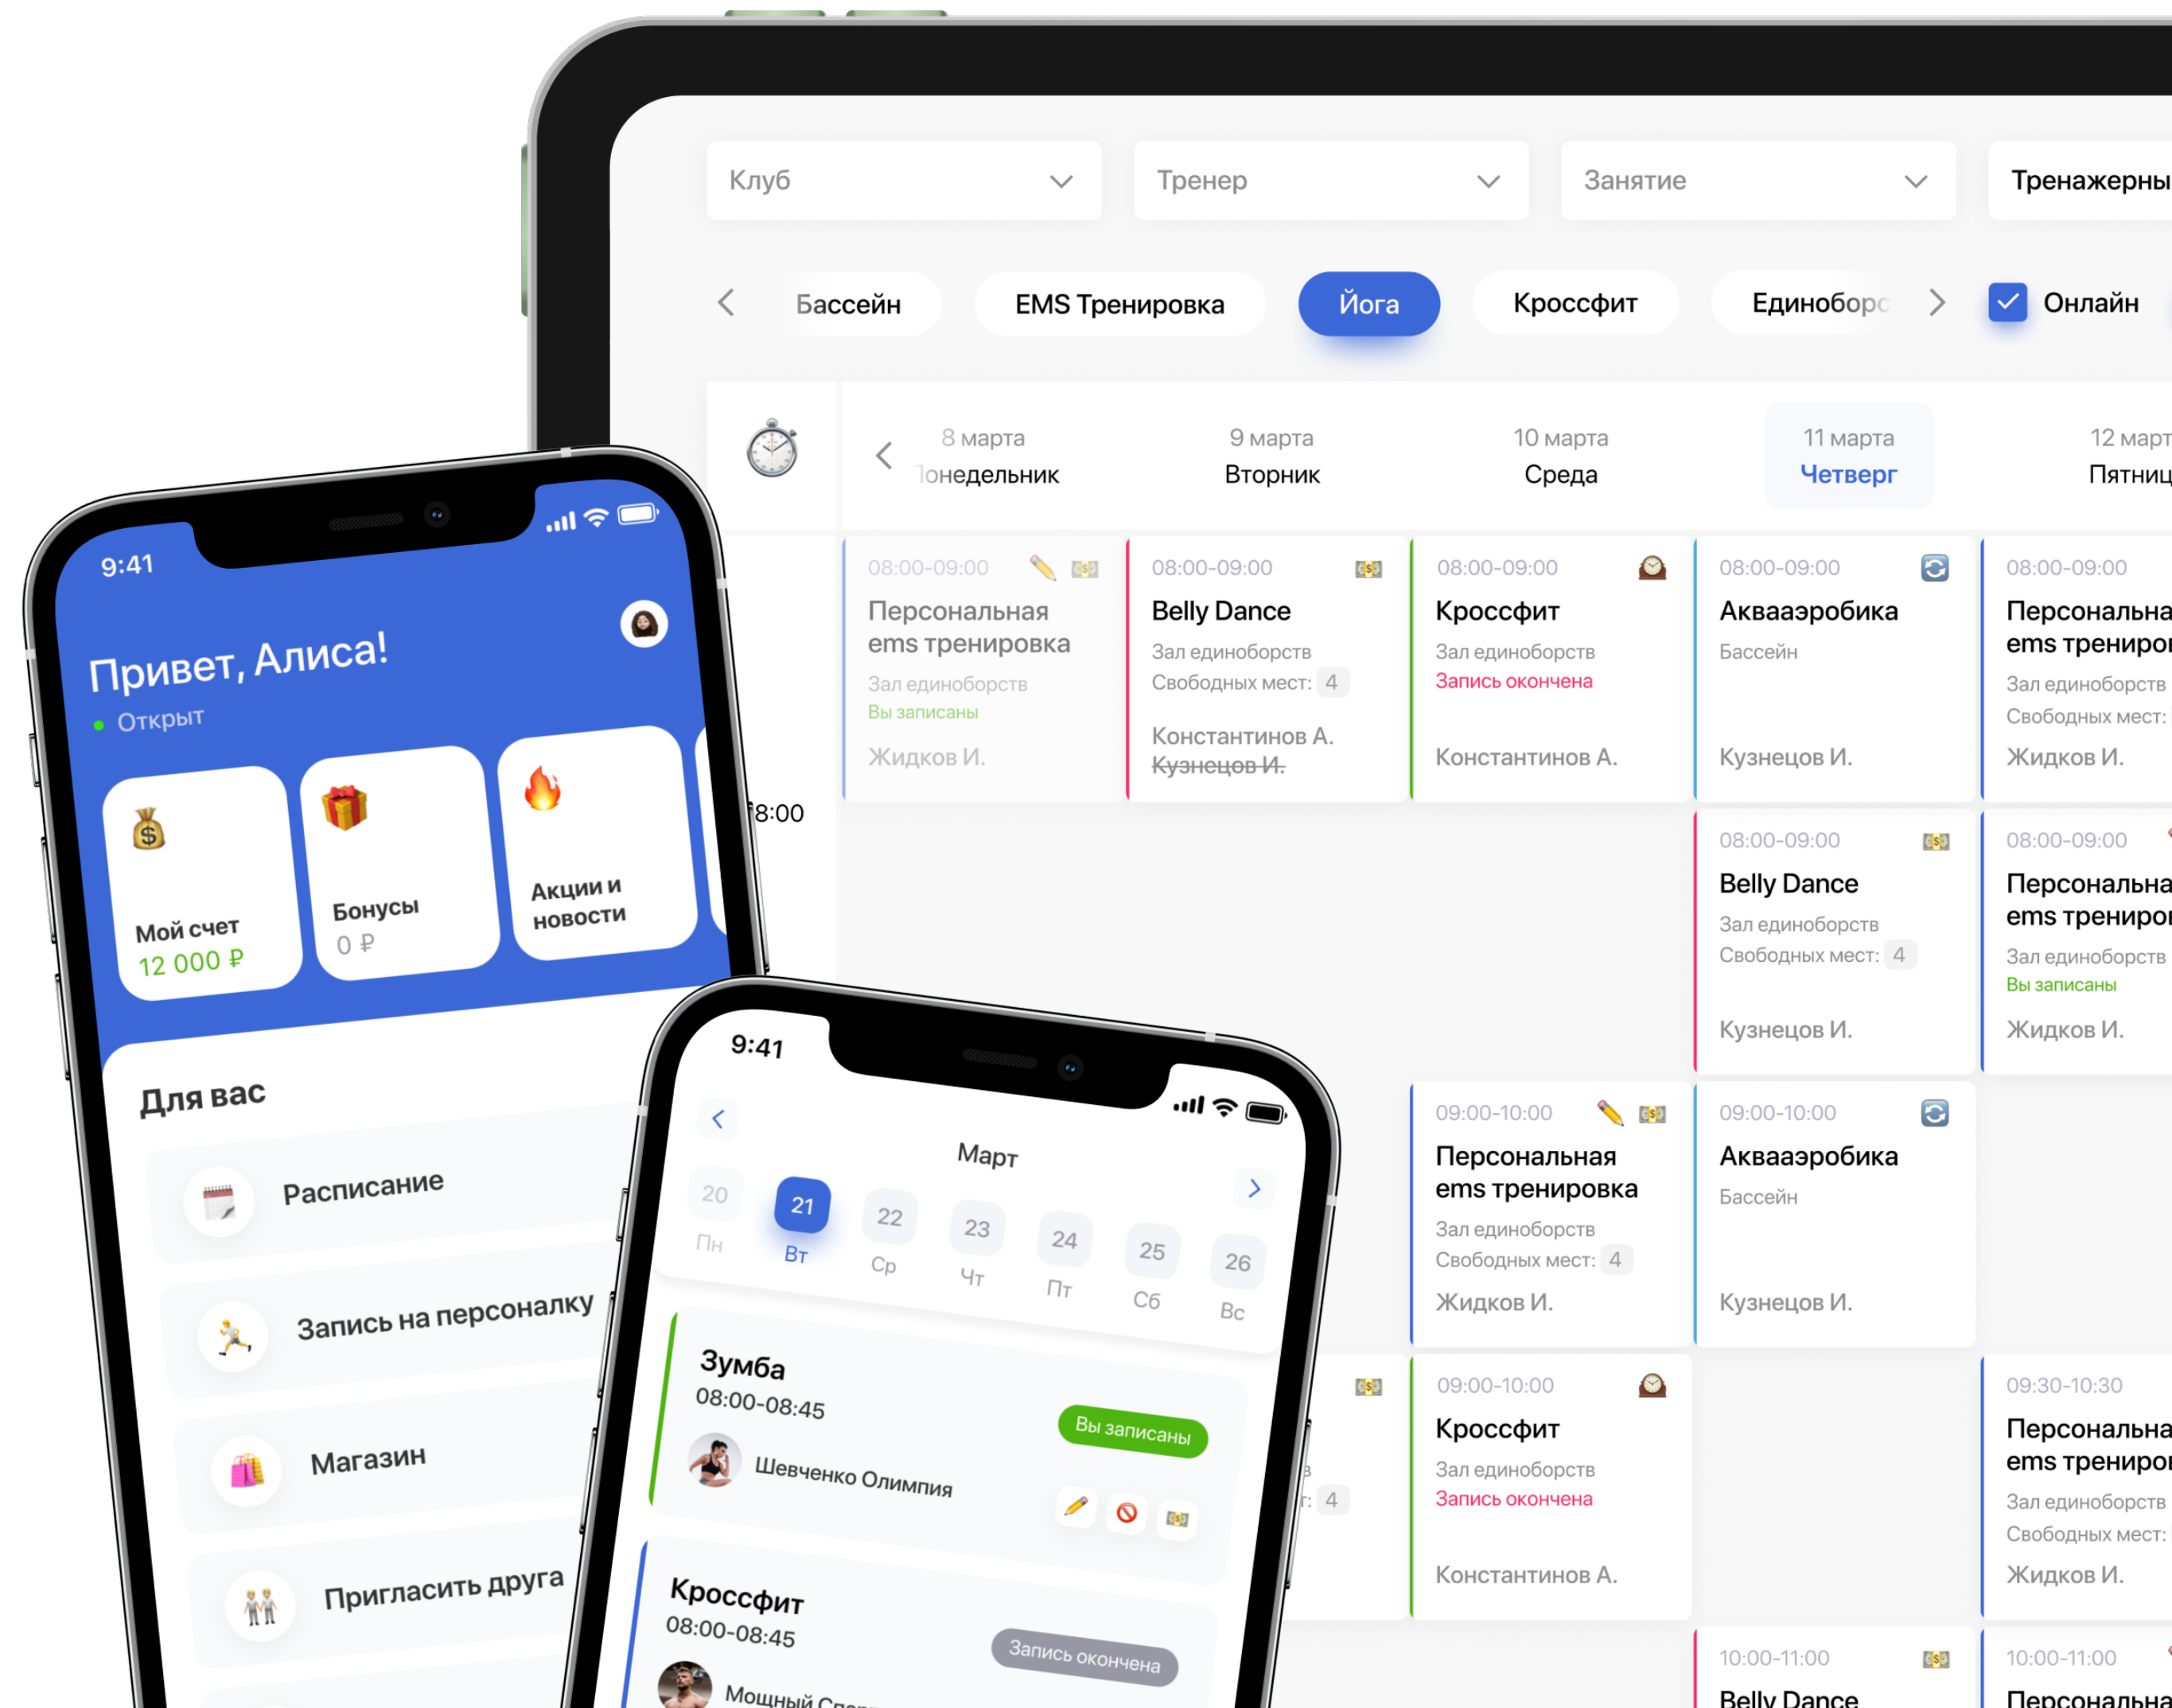 Клуб
Тренер
Занятие
Тренажерны
Бассейн
EMS Тренировка
Йога
Кроссфит
Единоборс
Онлайн
8 марта
Понедельник
9 марта
Вторник
10 марта
Среда
11 марта
Четверг
12 март
Пятниц
8:00
08:00-09:00
Персональная
ems тренировка
Зал единоборств
Вы записаны
Жидков И.
08:00-09:00
Belly Dance
Зал единоборств
Свободных мест: 4
Константинов А.
Кузнецов И.
08:00-09:00
Кроссфит
Зал единоборств
Запись окончена
Константинов А.
08:00-09:00
Аквааэробика
Бассейн
Кузнецов И.
08:00-09:00
Персональна
ems трениров
Зал единоборств
Свободных мест:
Жидков И.
08:00-09:00
Belly Dance
Зал единоборств
Свободных мест: 4
Кузнецов И.
08:00-09:00
Персональна
ems трениров
Зал единоборств
Вы записаны
Жидков И.
09:00-10:00
Персональная
ems тренировка
Зал единоборств
Свободных мест: 4
Жидков И.
09:00-10:00
Аквааэробика
Бассейн
Кузнецов И.
в
т: 4
09:00-10:00
Кроссфит
Зал единоборств
Запись окончена
Константинов А.
09:30-10:30
Персональна
ems трениров
Зал единоборств
Свободных мест:
Жидков И.
10:00-11:00
Belly Dance
10:00-11:00
Персональна
9:41
Привет, Алиса!
Открыт
Мой счет
12 000 ₽
Бонусы
0 ₽
Акции и
новости
Для вас
Расписание
Запись на персоналку
Магазин
Пригласить друга
9:41
Март
20 21 22 23 24 25 26
Пн Вт Ср Чт Пт Сб Вс
Зумба
08:00-08:45
Вы записаны
Шевченко Олимпия
Кроссфит
08:00-08:45
Запись окончена
Мощный Спор